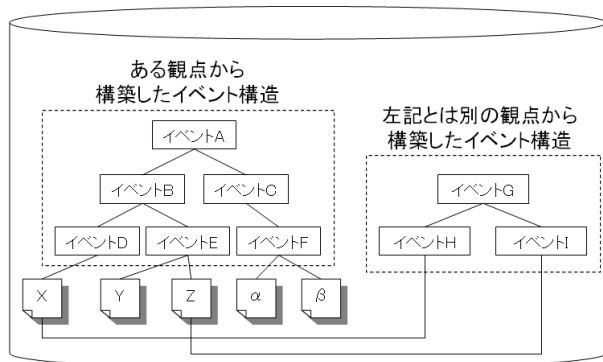 ある観点から
構築したイベント構造
イベントA
イベントB
イベントC
イベントD
イベントE
イベントF
X
Y
Z
α
β
左記とは別の観点から
構築したイベント構造
イベントG
イベントH
イベントI